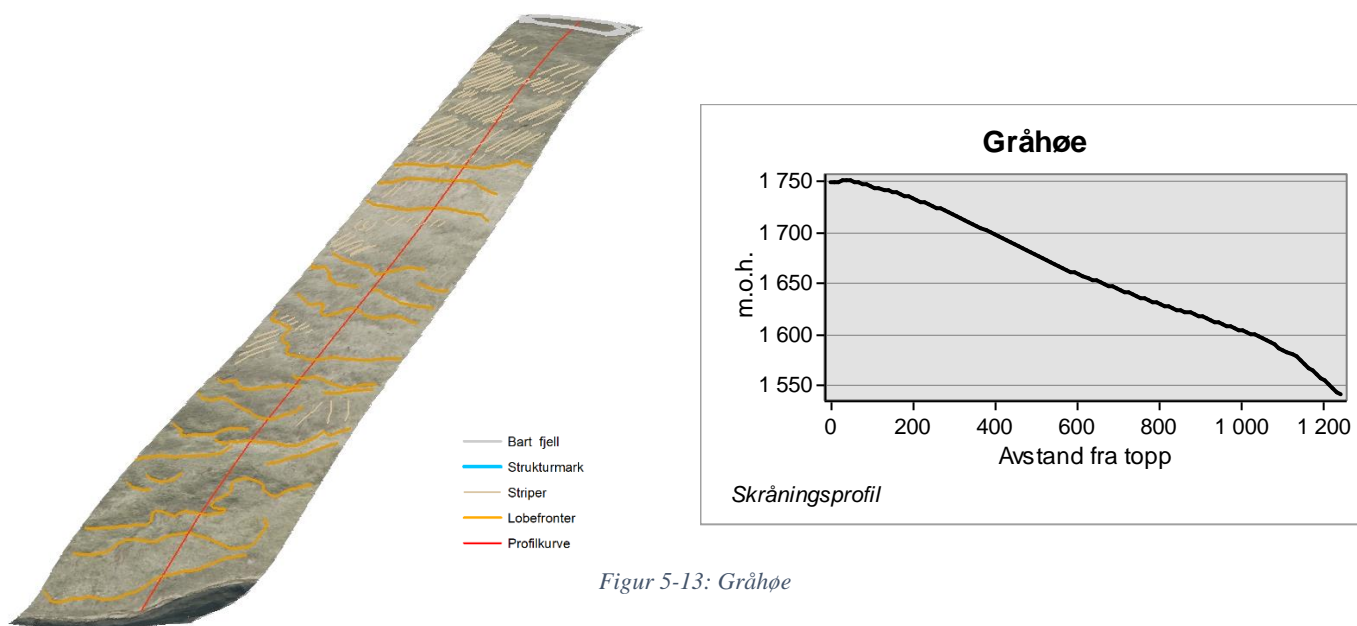 Bart fjell
Strukturmark
Striper
Lobefronter
Profilkurve
Gråhøe
1 750
1 700
1 650
1 600
1 550
m.o.h.
0 200 400 600 800 1 000 1 200
Avstand fra topp
Skråningsprofil
Figur 5-13: Gråhøe